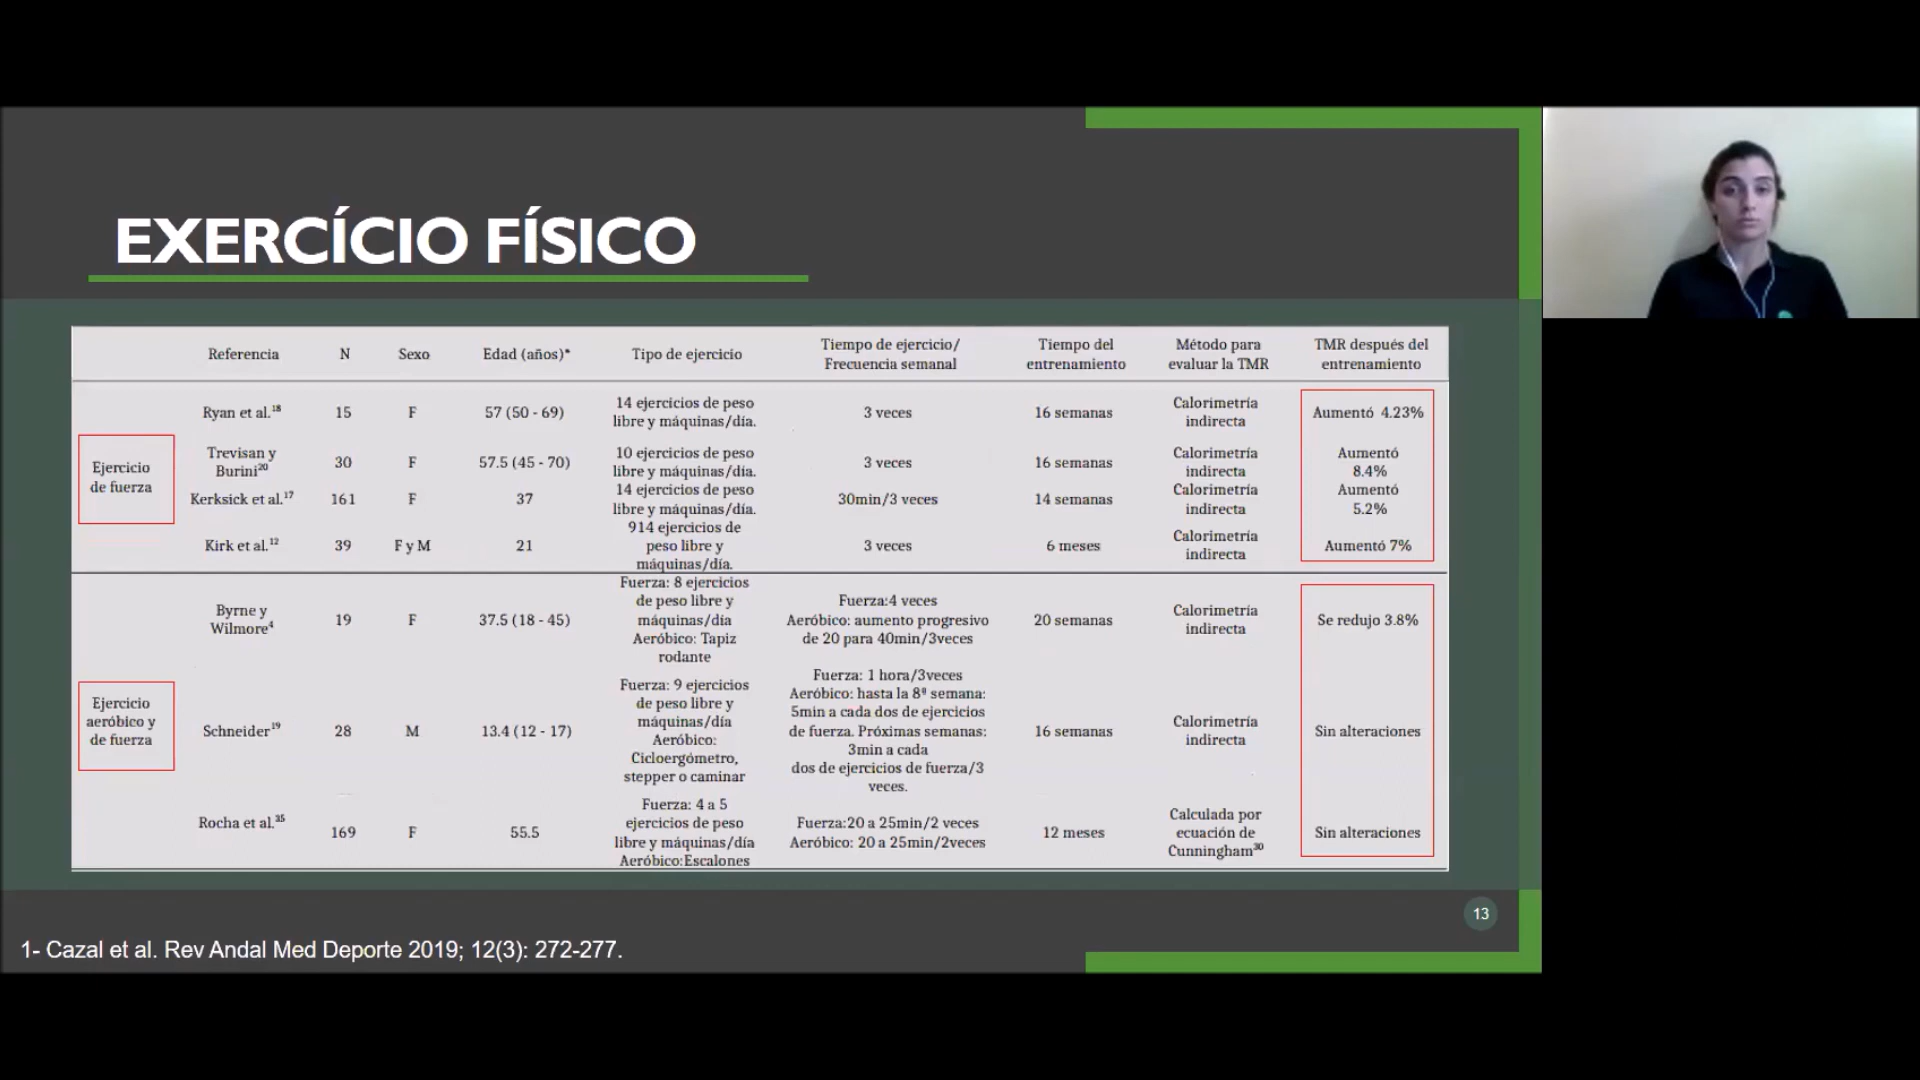 EXERCÍCIO FÍSICO
Referencia N Sexo Edad (años)* Tipo de ejercicio Tiempo de ejercicio/ Frecuencia semanal Tiempo del entrenamiento Método para evaluar la TMR TMR después del entrenamiento
Ejercicio
de fuerza
Ryan et al.¹⁸ 15 F 57 (50 - 69) 14 ejercicios de peso libre y máquinas/día. 3 veces 16 semanas Calorimetría indirecta Aumentó 4.23%
Trevisan y Burini²⁰ 30 F 57.5 (45 - 70) 10 ejercicios de peso libre y máquinas/día. 3 veces 16 semanas Calorimetría indirecta Aumentó 8.4%
Kerksick et al.¹⁷ 161 F 37 14 ejercicios de peso libre y máquinas/día. 30min/3 veces 14 semanas Calorimetría indirecta Aumentó 5.2%
Kirk et al.¹² 39 F y M 21 914 ejercicios de peso libre y máquinas/día. 3 veces 6 meses Calorimetría indirecta Aumentó 7%
Ejercicio
aeróbico y
de fuerza
Byrne y Wilmore⁴ 19 F 37.5 (18 - 45) Fuerza: 8 ejercicios de peso libre y máquinas/día Aeróbico: Tapiz rodante Fuerza:4 veces Aeróbico: aumento progresivo de 20 para 40min/3veces 20 semanas Calorimetría indirecta Se redujo 3.8%
Schneider¹⁹ 28 M 13.4 (12 - 17) Fuerza: 9 ejercicios de peso libre y máquinas/día Aeróbico: Cicloergómetro, stepper o caminar Fuerza: 1 hora/3veces Aeróbico: hasta la 8ª semana: 5min a cada dos de ejercicios de fuerza. Próximas semanas: 3min a cada dos de ejercicios de fuerza/3 veces. 16 semanas Calorimetría indirecta Sin alteraciones
Rocha et al.³⁵ 169 F 55.5 Fuerza: 4 a 5 ejercicios de peso libre y máquinas/día Aeróbico:Escalones Fuerza:20 a 25min/2 veces Aeróbico: 20 a 25min/2veces 12 meses Calculada por ecuación de Cunningham³⁰ Sin alteraciones
13
1- Cazal et al. Rev Andal Med Deporte 2019; 12(3): 272-277.